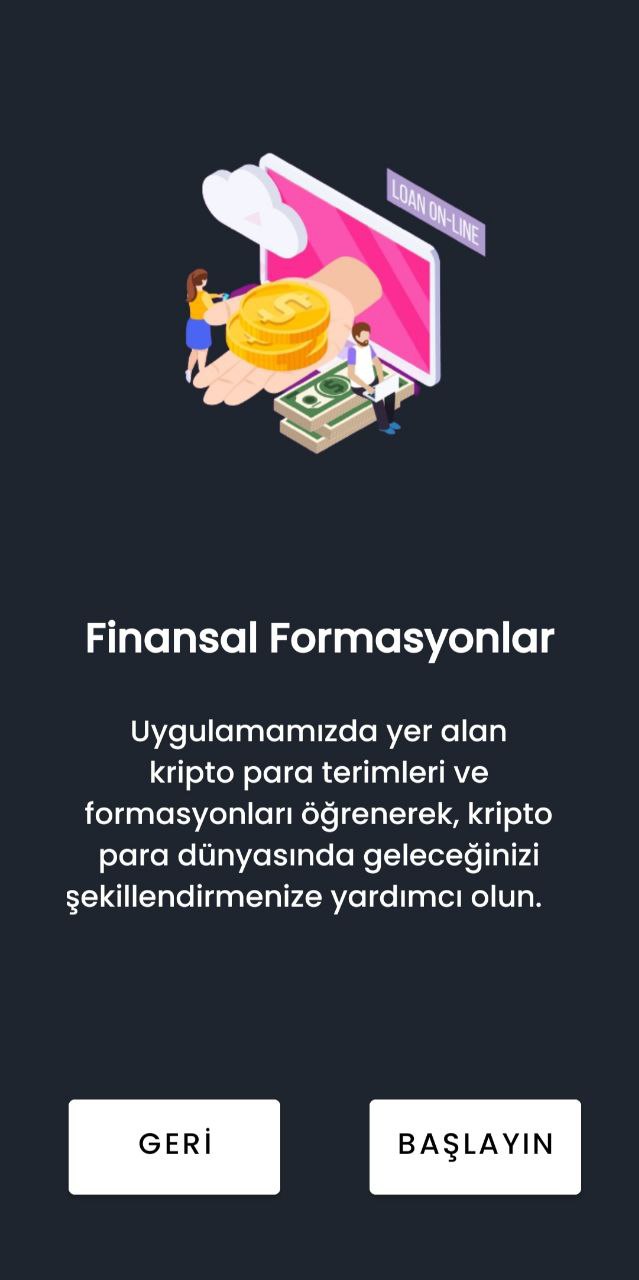 LOAN ON-LINE
Finansal Formasyonlar
Uygulamamızda yer alan
kripto para terimleri ve
formasyonları öğrenerek, kripto
para dünyasında geleceğinizi
şekillendirmenize yardımcı olun.
GERİ
BAŞLAYIN